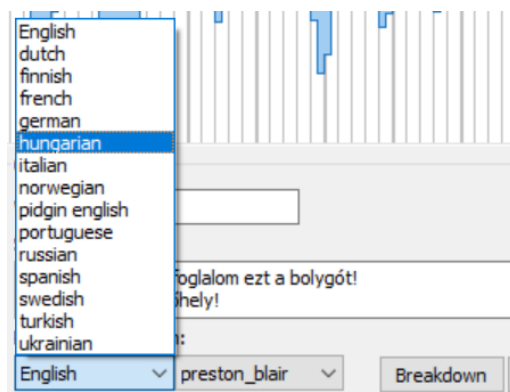 English
dutch
finnish
french
german
hungarian
italian
norwegian
pidgin english
portuguese
russian
spanish
swedish
turkish
ukrainian
foglalom ezt a bolygót!
English preston_blair Breakdown